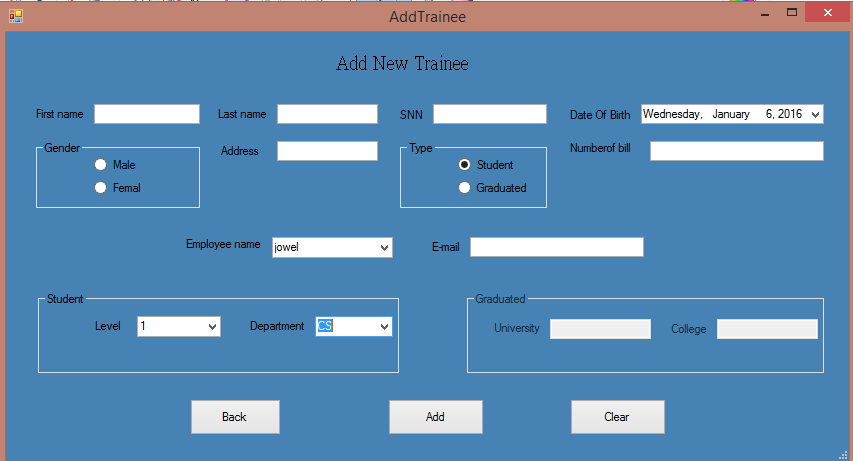 AddTrainee
Add New Trainee
First name Last name SNN Date Of Birth Wednesday, January 6, 2016
Gender Address Type Numberof bill
Male Student
Femal Graduated
Employee name jowel E-mail
Student Graduated
Level 1 Department CS University College
Back Add Clear